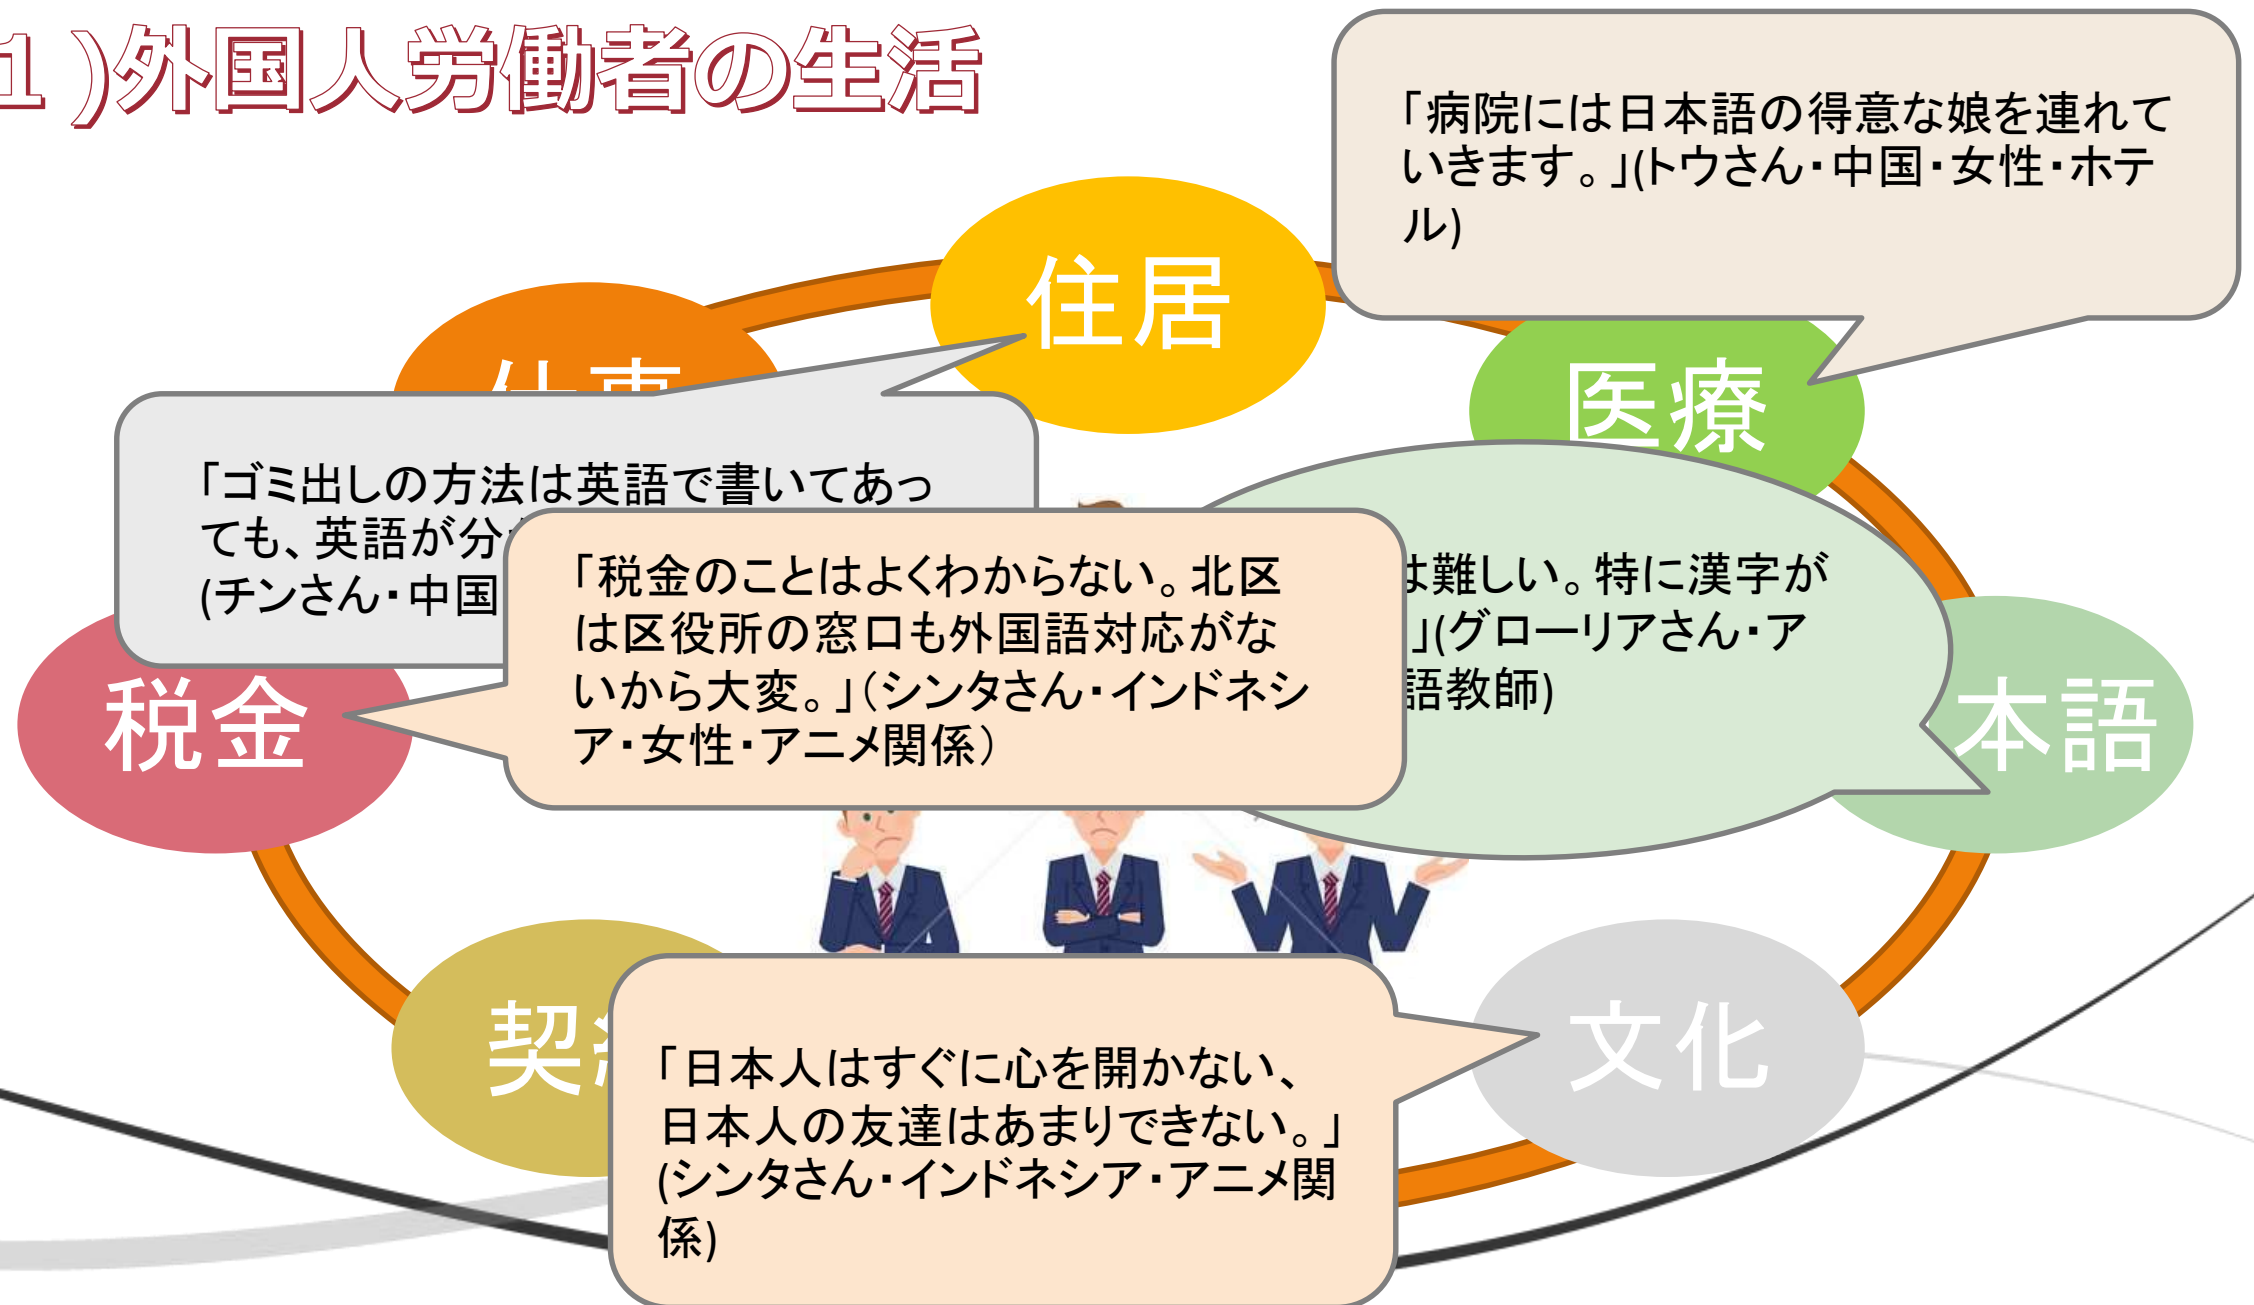 1)外国人労働者の生活
「病院には日本語の得意な娘を連れて
いきます。」(トウさん・中国・女性・ホテ
ル)
住居
医療
「ゴミ出しの方法は英語で書いてあっ
ても、英語が分
(チンさん・中国
「税金のことはよくわからない。北区
は区役所の窓口も外国語対応がな
いから大変。」（シンタさん・インドネシ
ア・女性・アニメ関係）
は難しい。特に漢字が
」(グローリアさん・ア
語教師)
税金
本語
契
文化
「日本人はすぐに心を開かない、
日本人の友達はあまりできない。」
(シンタさん・インドネシア・アニメ関
係)